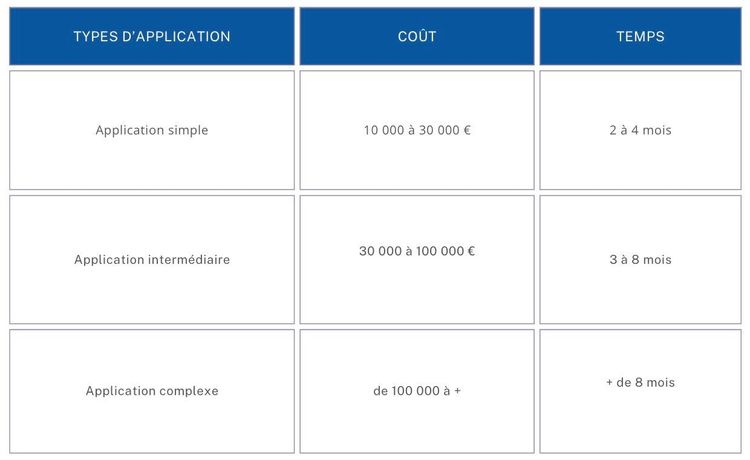 TYPES D’APPLICATION
COÛT
TEMPS
Application simple
10 000 à 30 000 €
2 à 4 mois
Application intermédiaire
30 000 à 100 000 €
3 à 8 mois
Application complexe
de 100 000 à +
+ de 8 mois